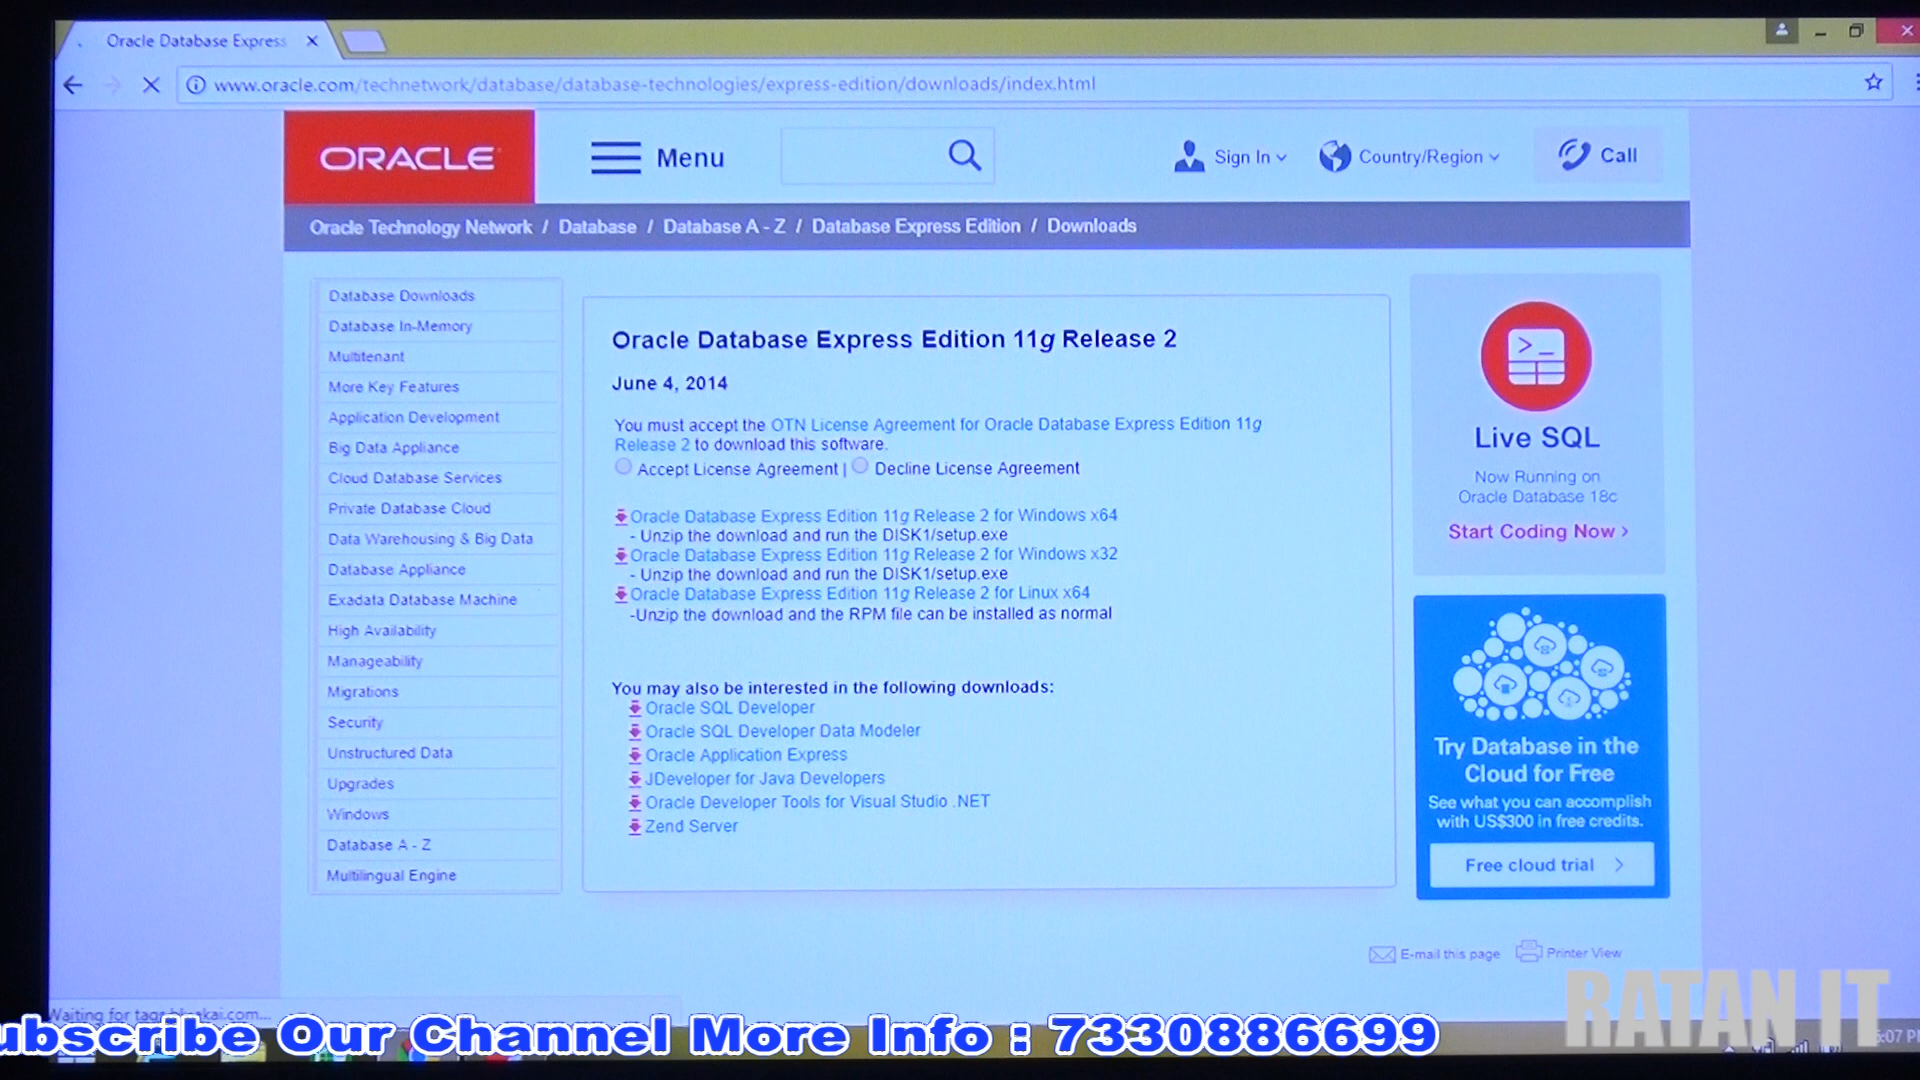 Oracle Database Express
www.oracle.com/technetwork/database/database-technologies/express-edition/downloads/index.html
ORACLE
Menu
Sign In
Country/Region
Call
Oracle Technology Network / Database / Database A - Z / Database Express Edition / Downloads
Database Downloads
Database In-Memory
Multitenant
More Key Features
Application Development
Big Data Appliance
Cloud Database Services
Private Database Cloud
Data Warehousing & Big Data
Database Appliance
Exadata Database Machine
High Availability
Manageability
Migrations
Security
Unstructured Data
Upgrades
Windows
Database A - Z
Multilingual Engine
Oracle Database Express Edition 11g Release 2
June 4, 2014
You must accept the OTN License Agreement for Oracle Database Express Edition 11g
Release 2 to download this software.
Accept License Agreement | Decline License Agreement
Oracle Database Express Edition 11g Release 2 for Windows x64
- Unzip the download and run the DISK1/setup.exe
Oracle Database Express Edition 11g Release 2 for Windows x32
- Unzip the download and run the DISK1/setup.exe
Oracle Database Express Edition 11g Release 2 for Linux x64
-Unzip the download and the RPM file can be installed as normal
You may also be interested in the following downloads:
Oracle SQL Developer
Oracle SQL Developer Data Modeler
Oracle Application Express
JDeveloper for Java Developers
Oracle Developer Tools for Visual Studio .NET
Zend Server
>_
Live SQL
Now Running on
Oracle Database 18c
Start Coding Now >
Try Database in the
Cloud for Free
See what you can accomplish
with US$300 in free credits.
Free cloud trial >
E-mail this page
Printer View
Waiting for
ubscribe Our Channel More Info : 7330886699
RATAN IT